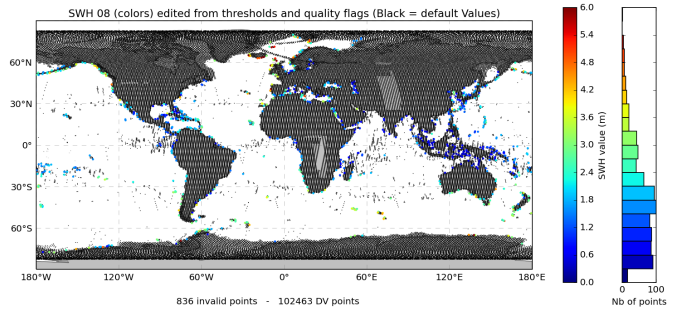 SWH 08 (colors) edited from thresholds and quality flags (Black = default Values)
60°N
30°N
0°
30°S
60°S
180°W 120°W 60°W 0° 60°E 120°E 180°E
836 invalid points - 102463 DV points
6.0
5.4
4.8
4.2
3.6
3.0
2.4
1.8
1.2
0.6
0.0
SWH value (m)
0 100
Nb of points